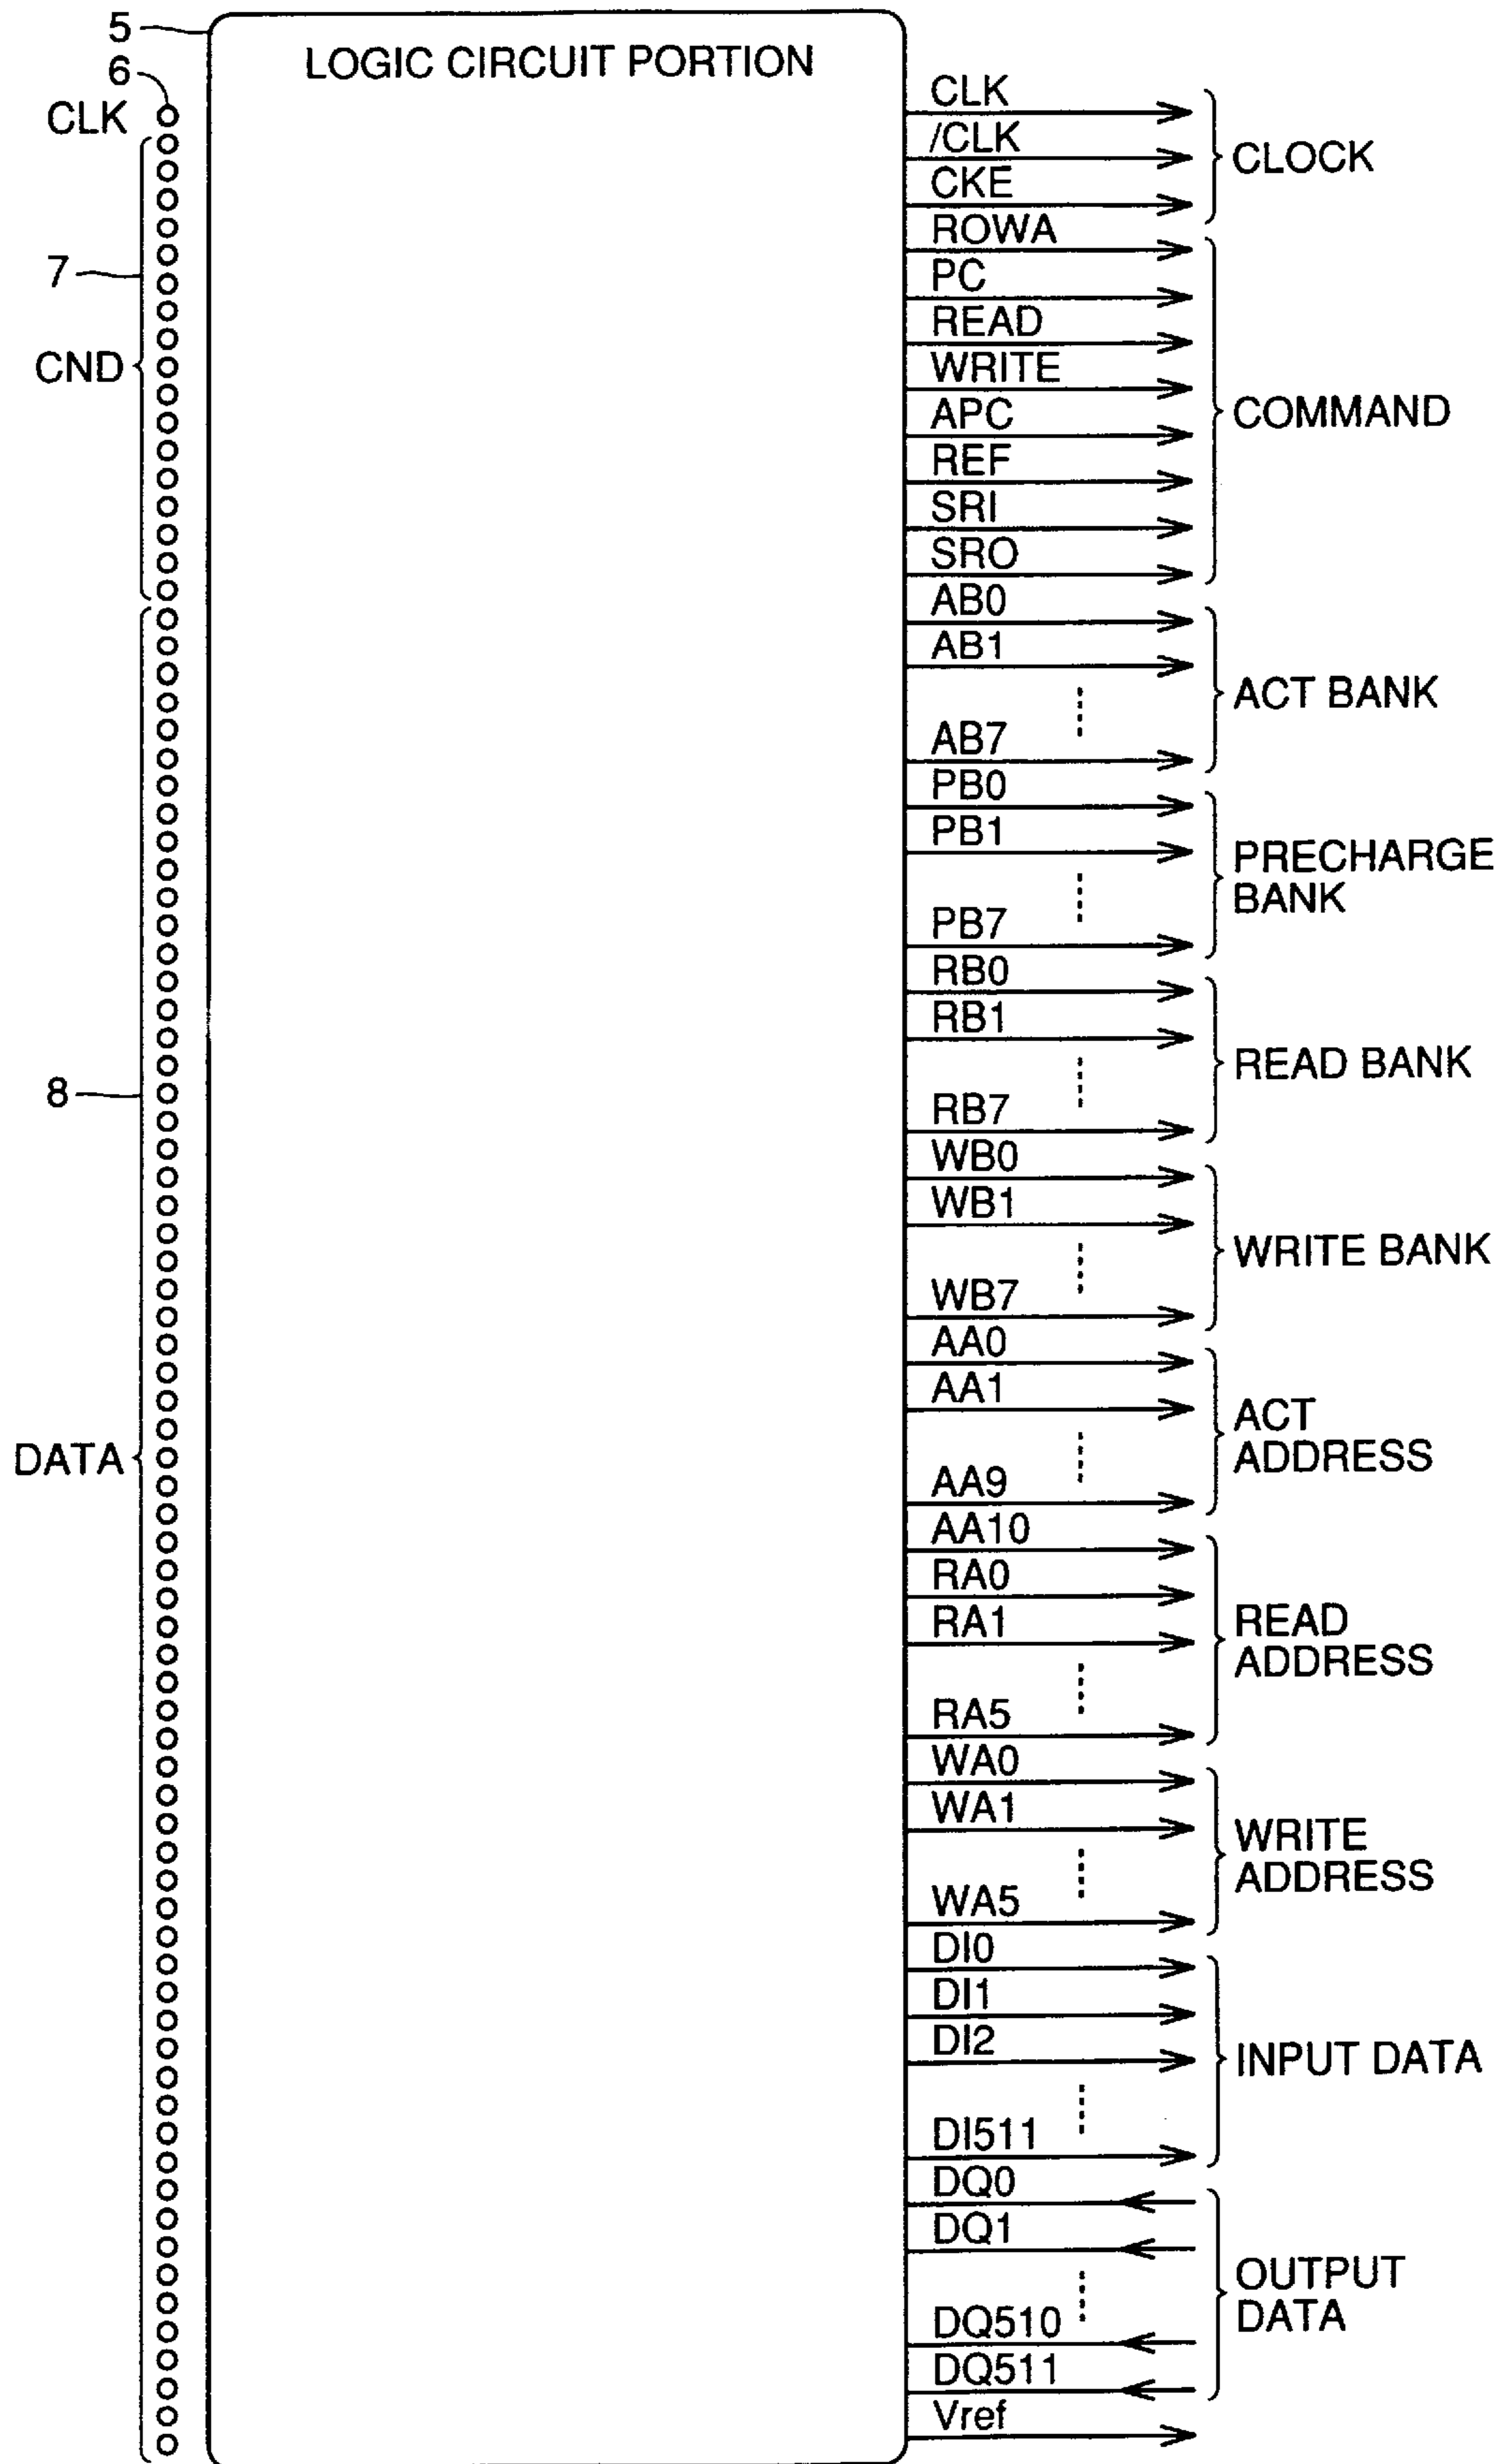 5
LOGIC CIRCUIT PORTION
6
CLK
7
CND
8
DATA
CLK
/CLK
CKE
CLOCK
ROWA
PC
READ
WRITE
APC
REF
SRI
SRO
COMMAND
AB0
AB1
AB7
ACT BANK
PB0
PB1
PB7
PRECHARGE
BANK
RB0
RB1
RB7
READ BANK
WB0
WB1
WB7
WRITE BANK
AA0
AA1
AA9
ACT
ADDRESS
AA10
RA0
RA1
RA5
READ
ADDRESS
WA0
WA1
WA5
WRITE
ADDRESS
DI0
DI1
DI2
DI511
INPUT DATA
DQ0
DQ1
DQ510
DQ511
OUTPUT
DATA
Vref